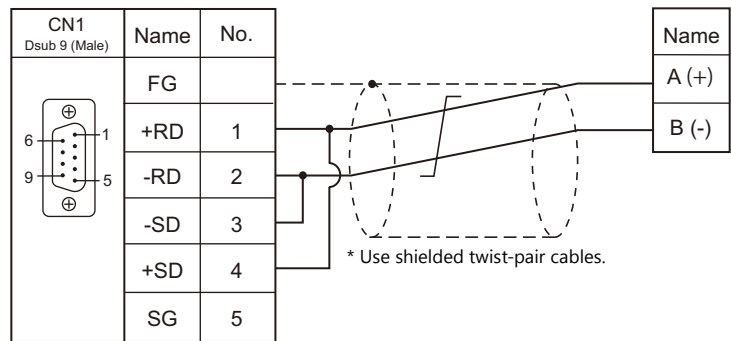 CN1
Dsub 9 (Male)
Name
No.
Name
FG
A (+)
+RD
1
B (-)
6
1
-RD
2
9
5
-SD
3
* Use shielded twist-pair cables.
+SD
4
SG
5